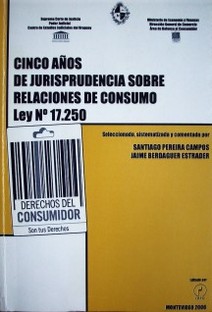 Suprema Corte de Justicia
Poder Judicial
Centro de Estudios Judiciales del Uruguay
Ministerio de Economía y Finanzas
Dirección General de Comercio
Área de Defensa al Consumidor
CINCO AÑOS
DE JURISPRUDENCIA SOBRE
RELACIONES DE CONSUMO
Ley Nº 17.250
Seleccionado, sistematizado y comentado por
SANTIAGO PEREIRA CAMPOS
JAIME BERDAGUER ESTRADER
DERECHOS DEL
CONSUMIDOR
Son tus Derechos
MONTEVIDEO 2006